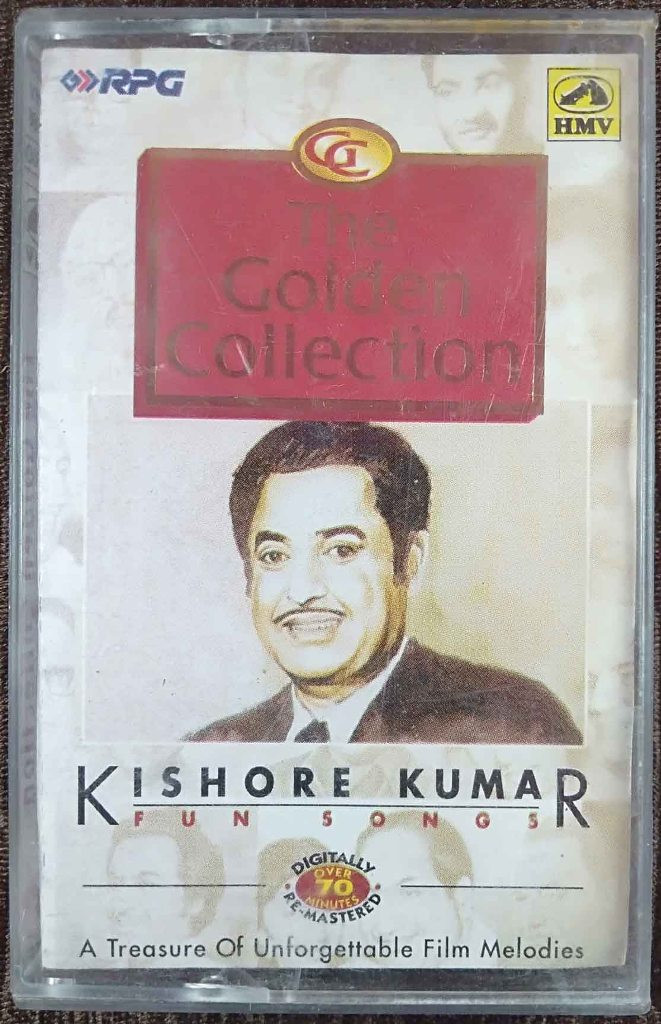 RPG
HMV
GC
The
Golden
Collection
KISHORE KUMAR
FUN SONGS
DIGITALLY
OVER
70
MINUTES
RE-MASTERED
A Treasure Of Unforgettable Film Melodies